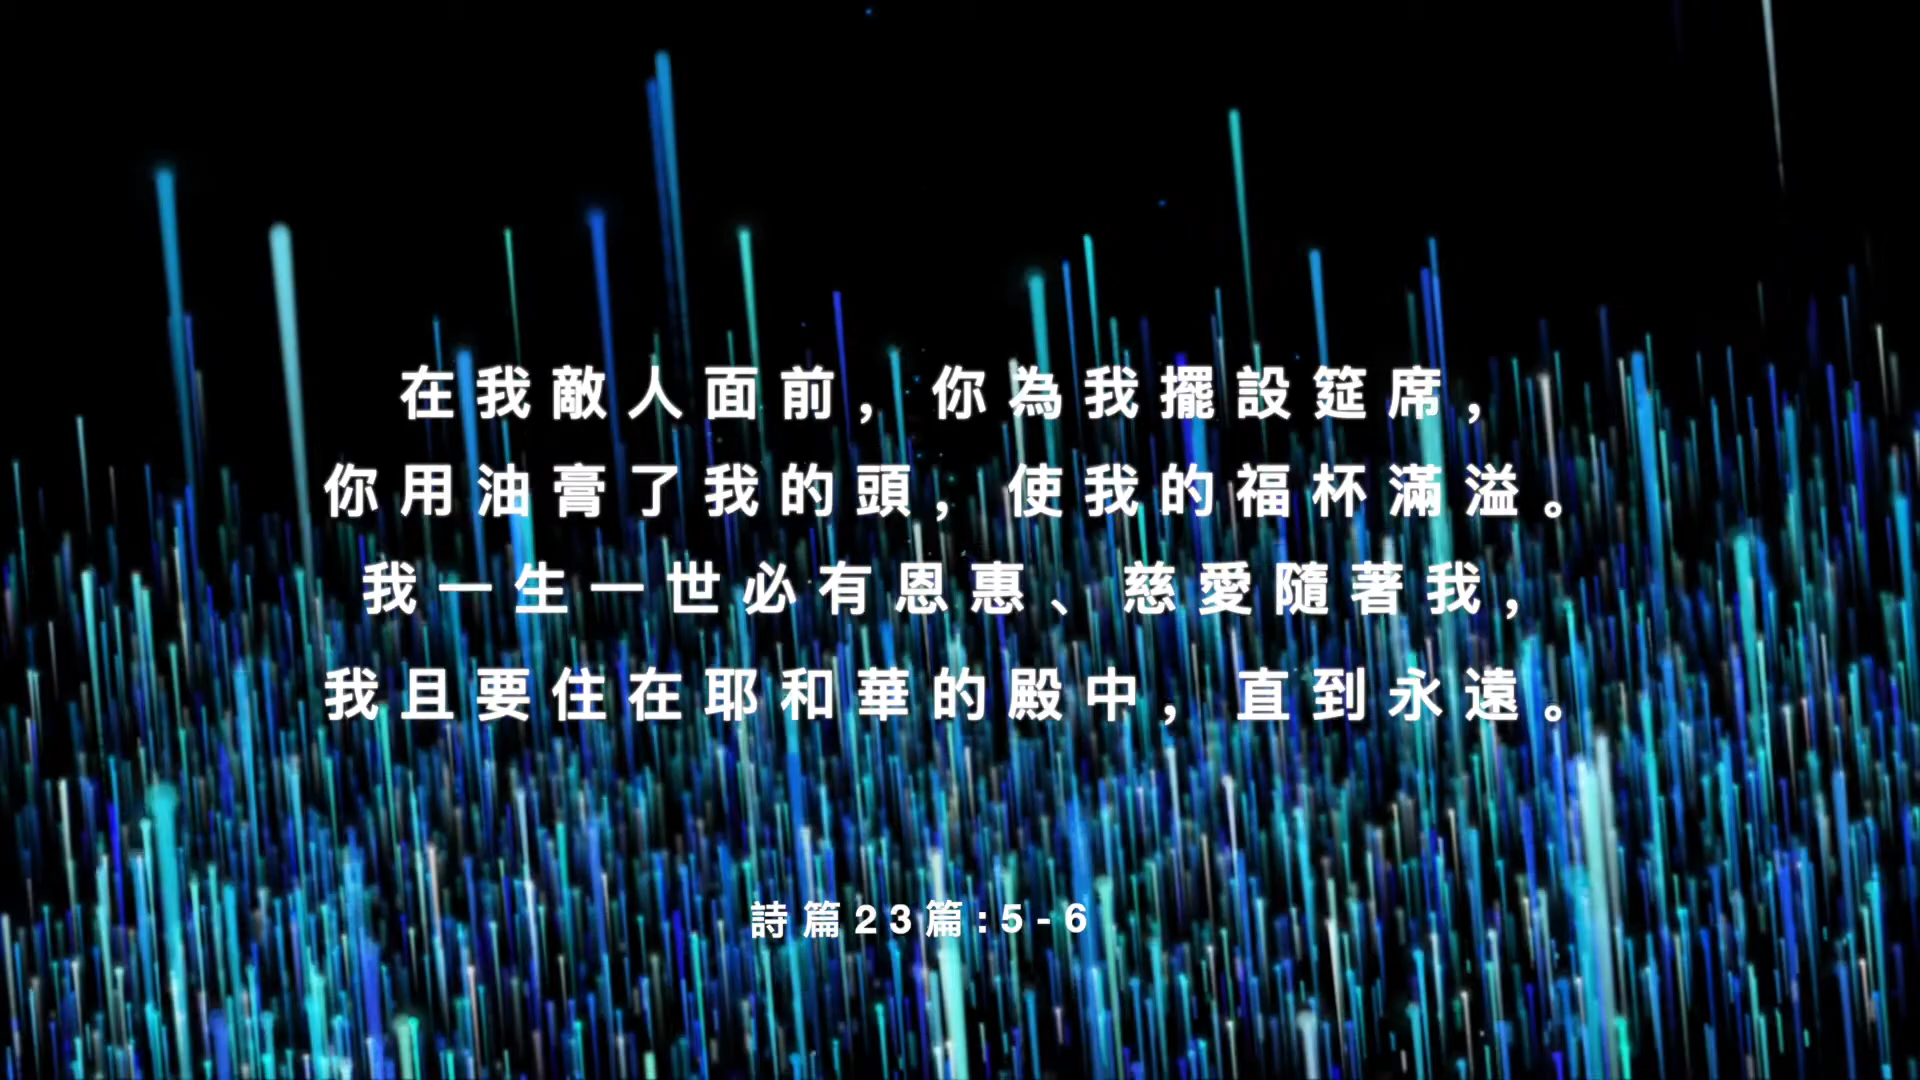 在我敵人面前，你為我擺設筵席，
你用油膏了我的頭，使我的福杯滿溢。
我一生一世必有恩惠、慈愛隨著我，
我且要住在耶和華的殿中，直到永遠。
詩篇23篇:5-6